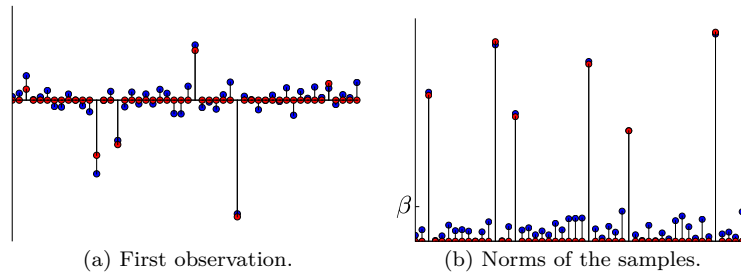 β
(a) First observation.
(b) Norms of the samples.